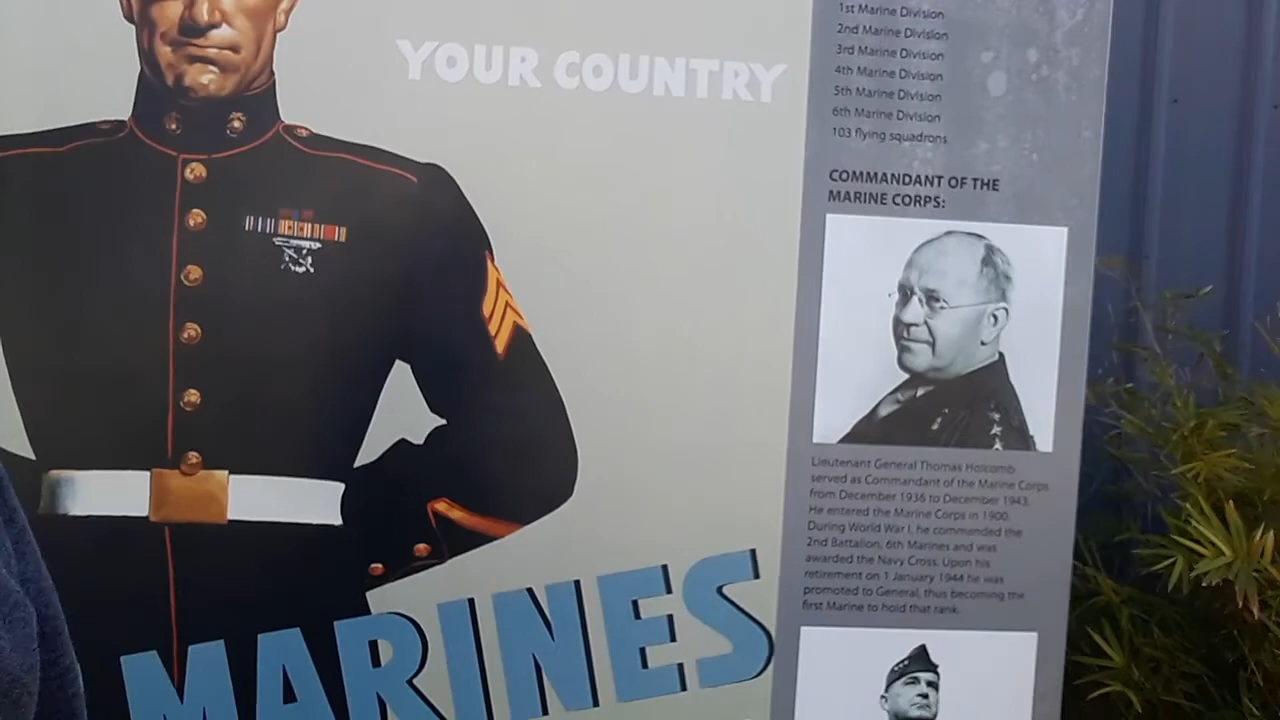 YOUR COUNTRY
MARINES
1st Marine Division
2nd Marine Division
3rd Marine Division
4th Marine Division
5th Marine Division
6th Marine Division
103 flying squadrons
COMMANDANT OF THE
MARINE CORPS:
Lieutenant General Thomas Holcomb
served as Commandant of the Marine Corps
from December 1936 to December 1943.
He entered the Marine Corps in 1900.
During World War I, he commanded the
2nd Battalion, 6th Marines and was
awarded the Navy Cross. Upon his
retirement on 1 January 1944 he was
promoted to General, thus becoming the
first Marine to hold that rank.